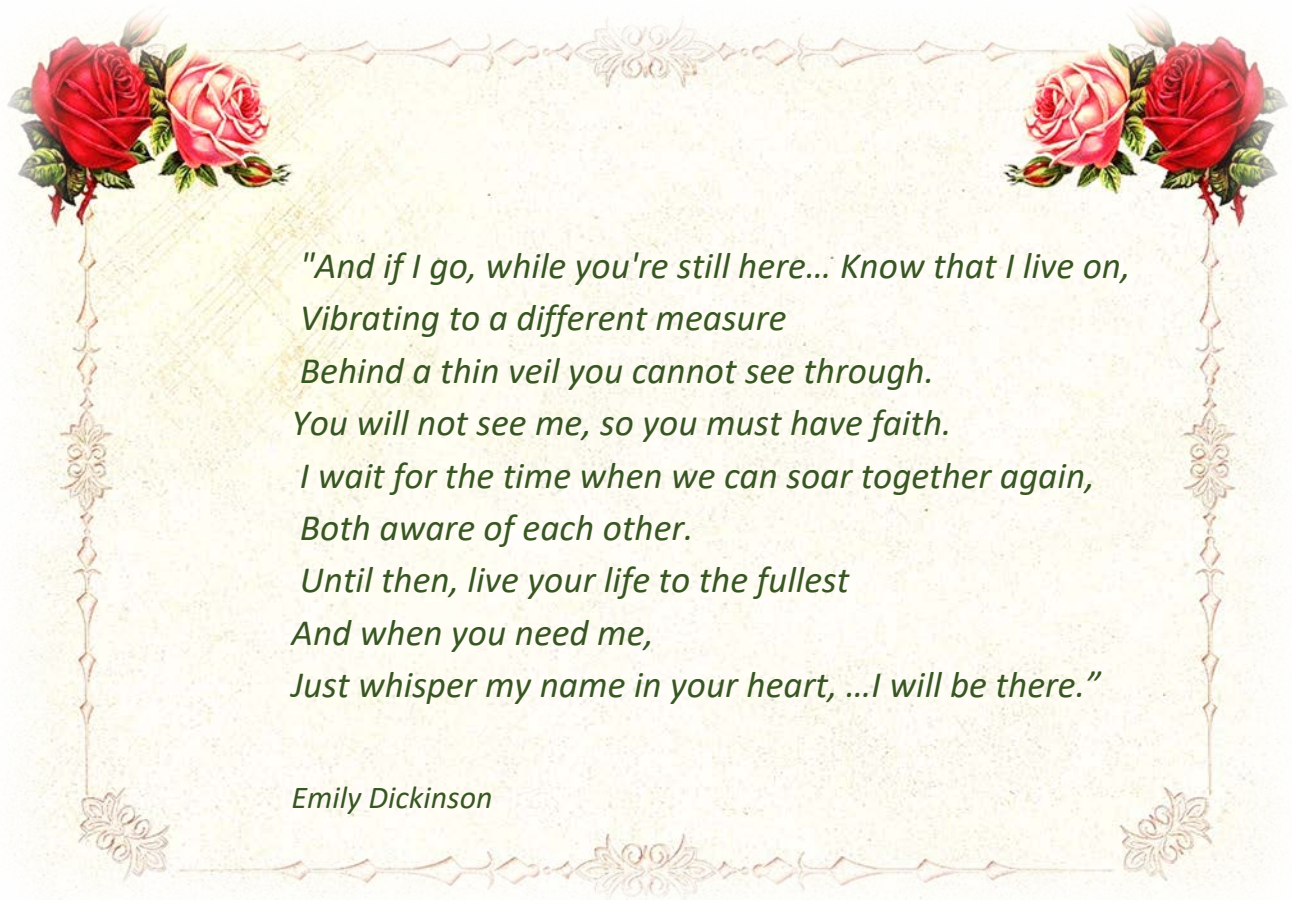 "And if I go, while you're still here... Know that I live on,
Vibrating to a different measure
Behind a thin veil you cannot see through.
You will not see me, so you must have faith.
I wait for the time when we can soar together again,
Both aware of each other.
Until then, live your life to the fullest
And when you need me,
Just whisper my name in your heart, ...I will be there.”
Emily Dickinson